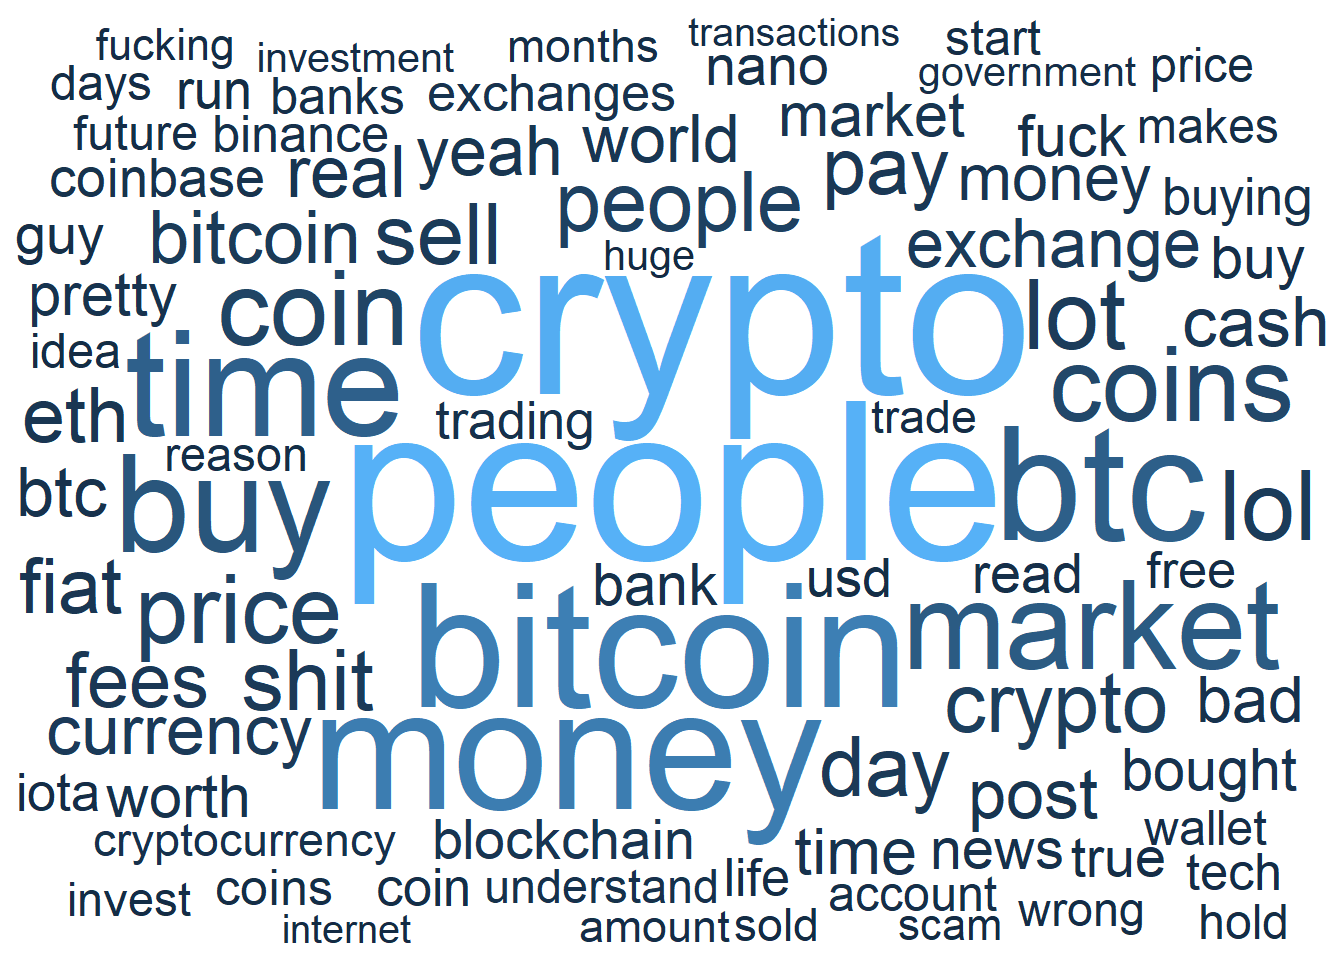 fucking investment months transactions start
days run banks exchanges nano government price
future binance yeah world market fuck makes
coinbase real people pay money buying
guy bitcoin sell huge exchange buy
pretty coin crypto lot cash
idea time coins
eth trading trade
reason people btc
btc buy lol
fiat price bank usd read free
bitcoin market
fees shit crypto bad
currency money day
iota worth post bought
cryptocurrency blockchain time news true wallet
invest coins coin understand life account tech
internet amount sold scam wrong hold